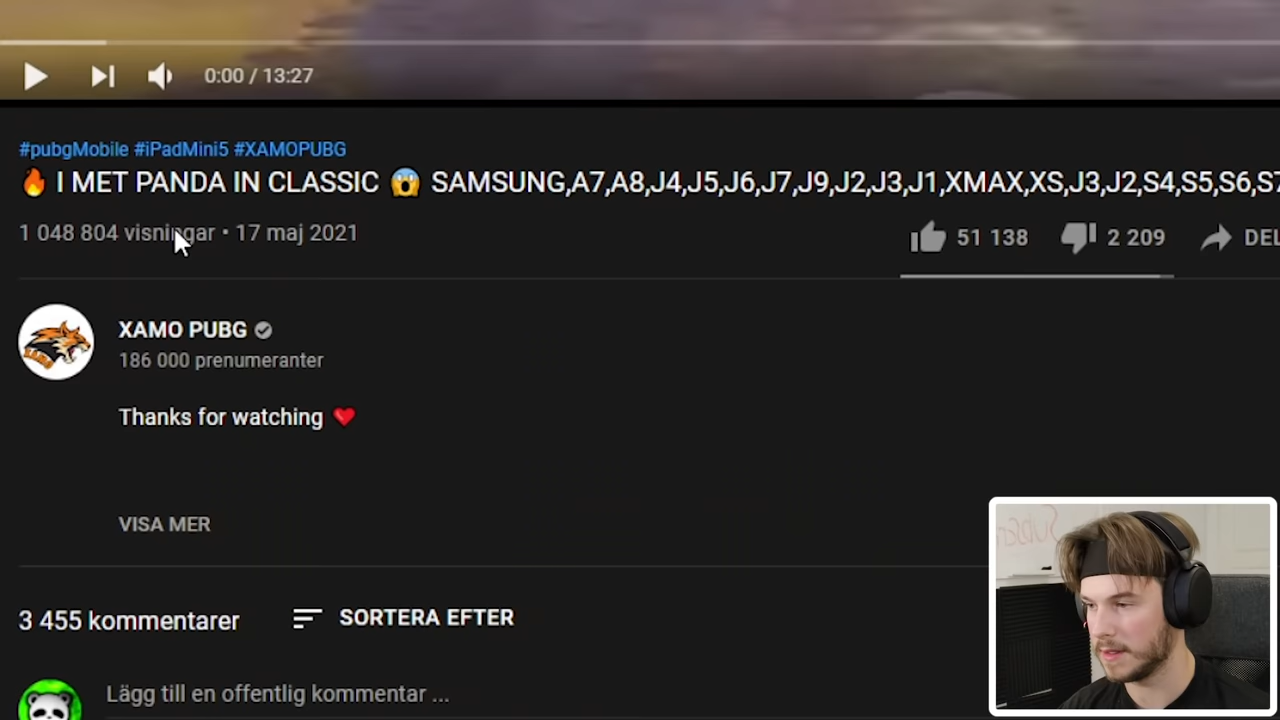 0:00 / 13:27
#pubgMobile #iPadMini5 #XAMOPUBG
🔥 I MET PANDA IN CLASSIC 😱 SAMSUNG,A7,A8,J4,J5,J6,J7,J9,J2,J3,J1,XMAX,XS,J3,J2,S4,S5,S6,S7
1 048 804 visningar • 17 maj 2021
51 138 2 209 DEL
XAMO PUBG
186 000 prenumeranter
Thanks for watching ❤️
VISA MER
3 455 kommentarer SORTERA EFTER
Lägg till en offentlig kommentar ...